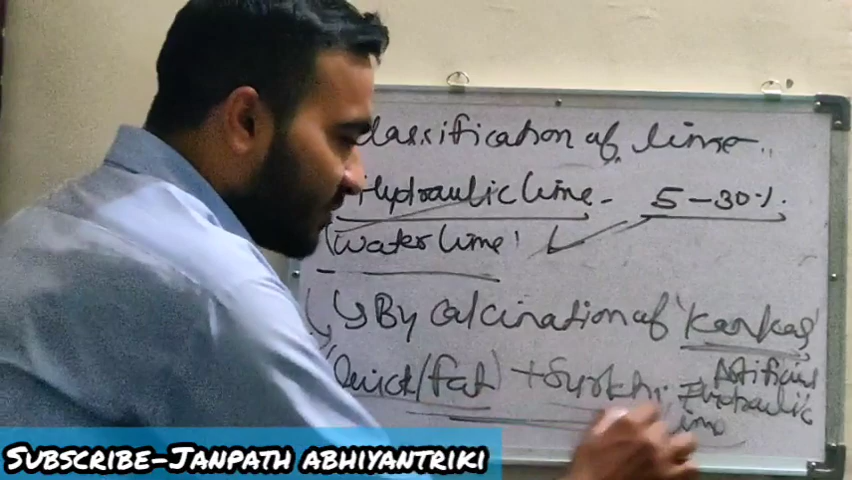 Classification of lime..
Hydraulic lime - 5-30%.
(Water lime)
By Calcination of 'Kankar'
(Quick/fat) + Surkhi = Artificial
Hydraulic
lime
SUBSCRIBE-JANPATH ABHIYANTRIKI